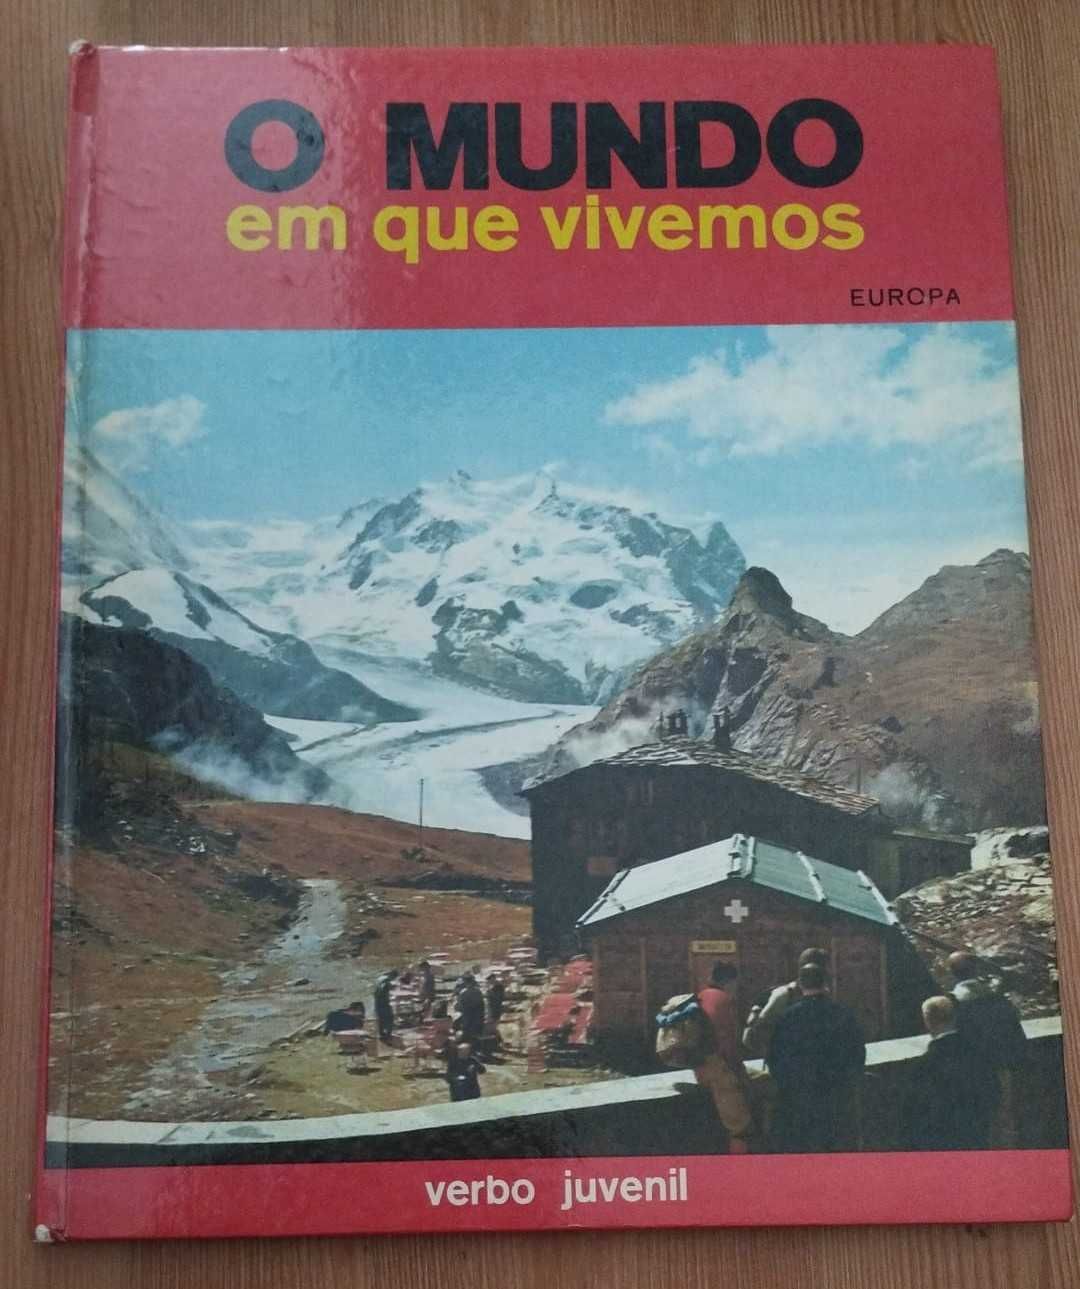 O MUNDO
em que vivemos
EUROPA
verbo juvenil